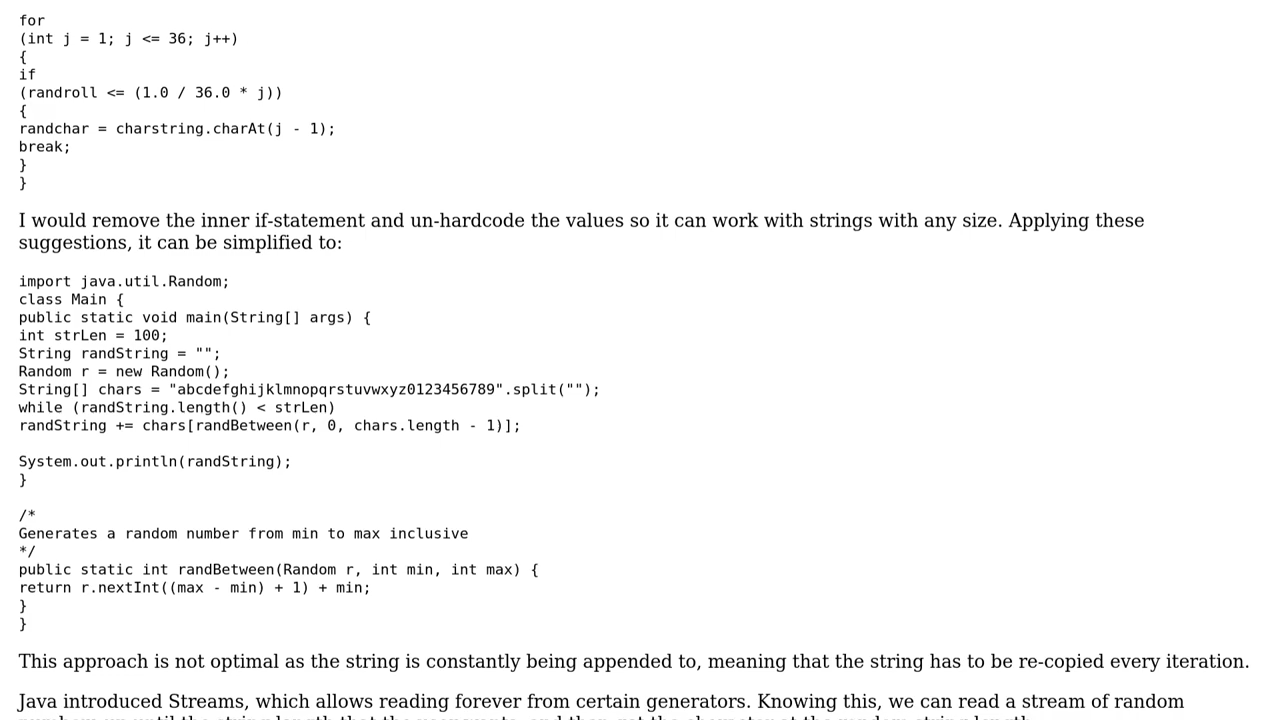 for
(int j = 1; j <= 36; j++)
{
if
(randroll <= (1.0 / 36.0 * j))
{
randchar = charstring.charAt(j - 1);
break;
}
}
I would remove the inner if-statement and un-hardcode the values so it can work with strings with any size. Applying these
suggestions, it can be simplified to:
import java.util.Random;
class Main {
public static void main(String[] args) {
int strLen = 100;
String randString = "";
Random r = new Random();
String[] chars = "abcdefghijklmnopqrstuvwxyz0123456789".split("");
while (randString.length() < strLen)
randString += chars[randBetween(r, 0, chars.length - 1)];
System.out.println(randString);
}
/*
Generates a random number from min to max inclusive
*/
public static int randBetween(Random r, int min, int max) {
return r.nextInt((max - min) + 1) + min;
}
}
This approach is not optimal as the string is constantly being appended to, meaning that the string has to be re-copied every iteration.
Java introduced Streams, which allows reading forever from certain generators. Knowing this, we can read a stream of random